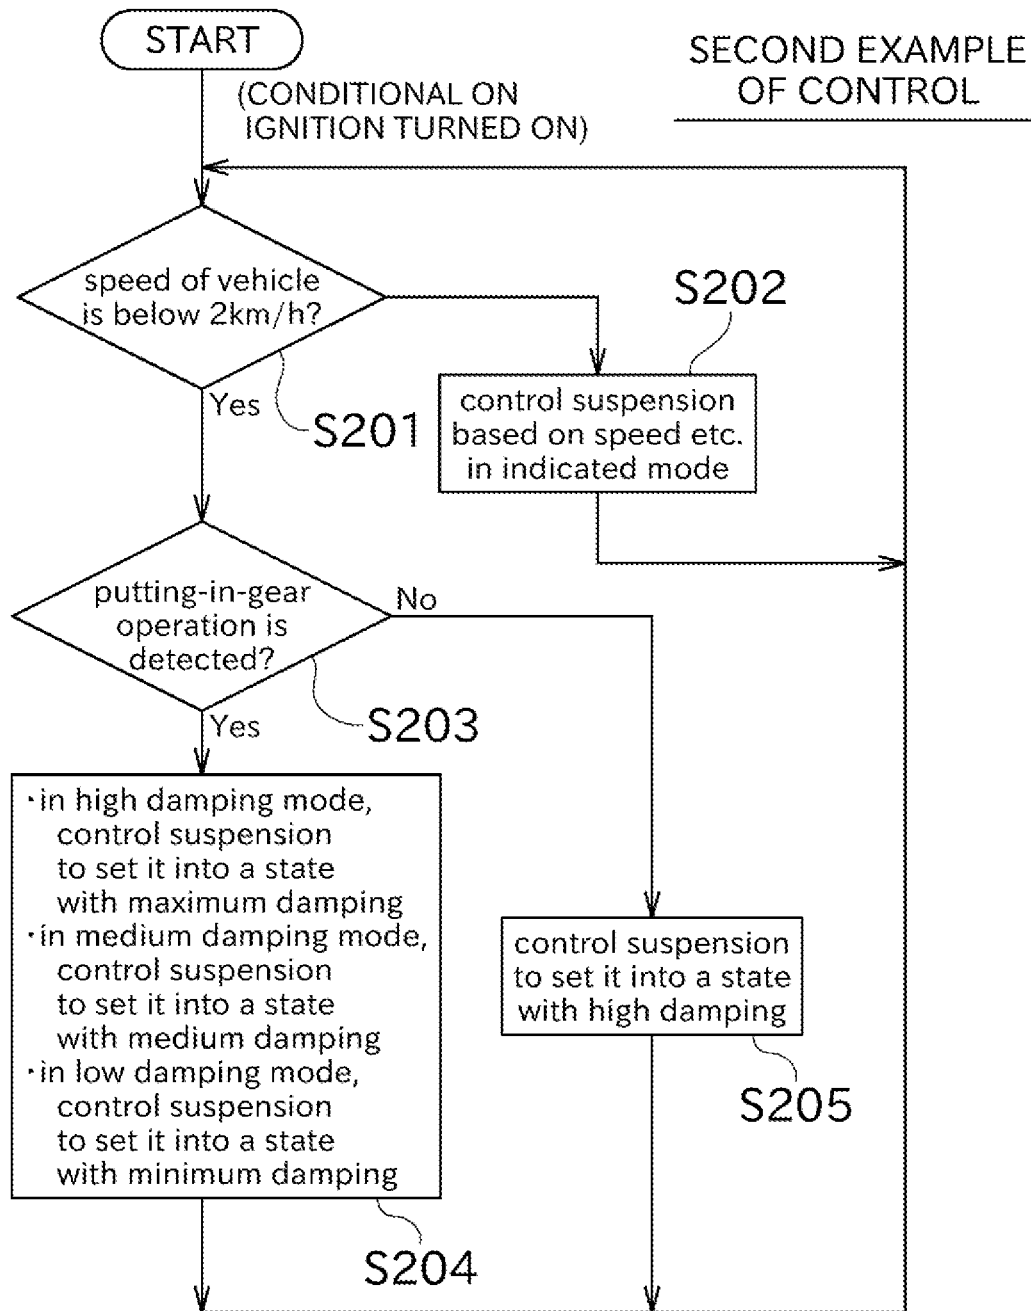 START
SECOND EXAMPLE
OF CONTROL
(CONDITIONAL ON
IGNITION TURNED ON)
speed of vehicle
is below 2km/h?
S202
Yes
S201
control suspension
based on speed etc.
in indicated mode
putting-in-gear
operation is
detected?
No
Yes
S203
・in high damping mode,
control suspension
to set it into a state
with maximum damping
・in medium damping mode,
control suspension
to set it into a state
with medium damping
・in low damping mode,
control suspension
to set it into a state
with minimum damping
control suspension
to set it into a state
with high damping
S205
S204